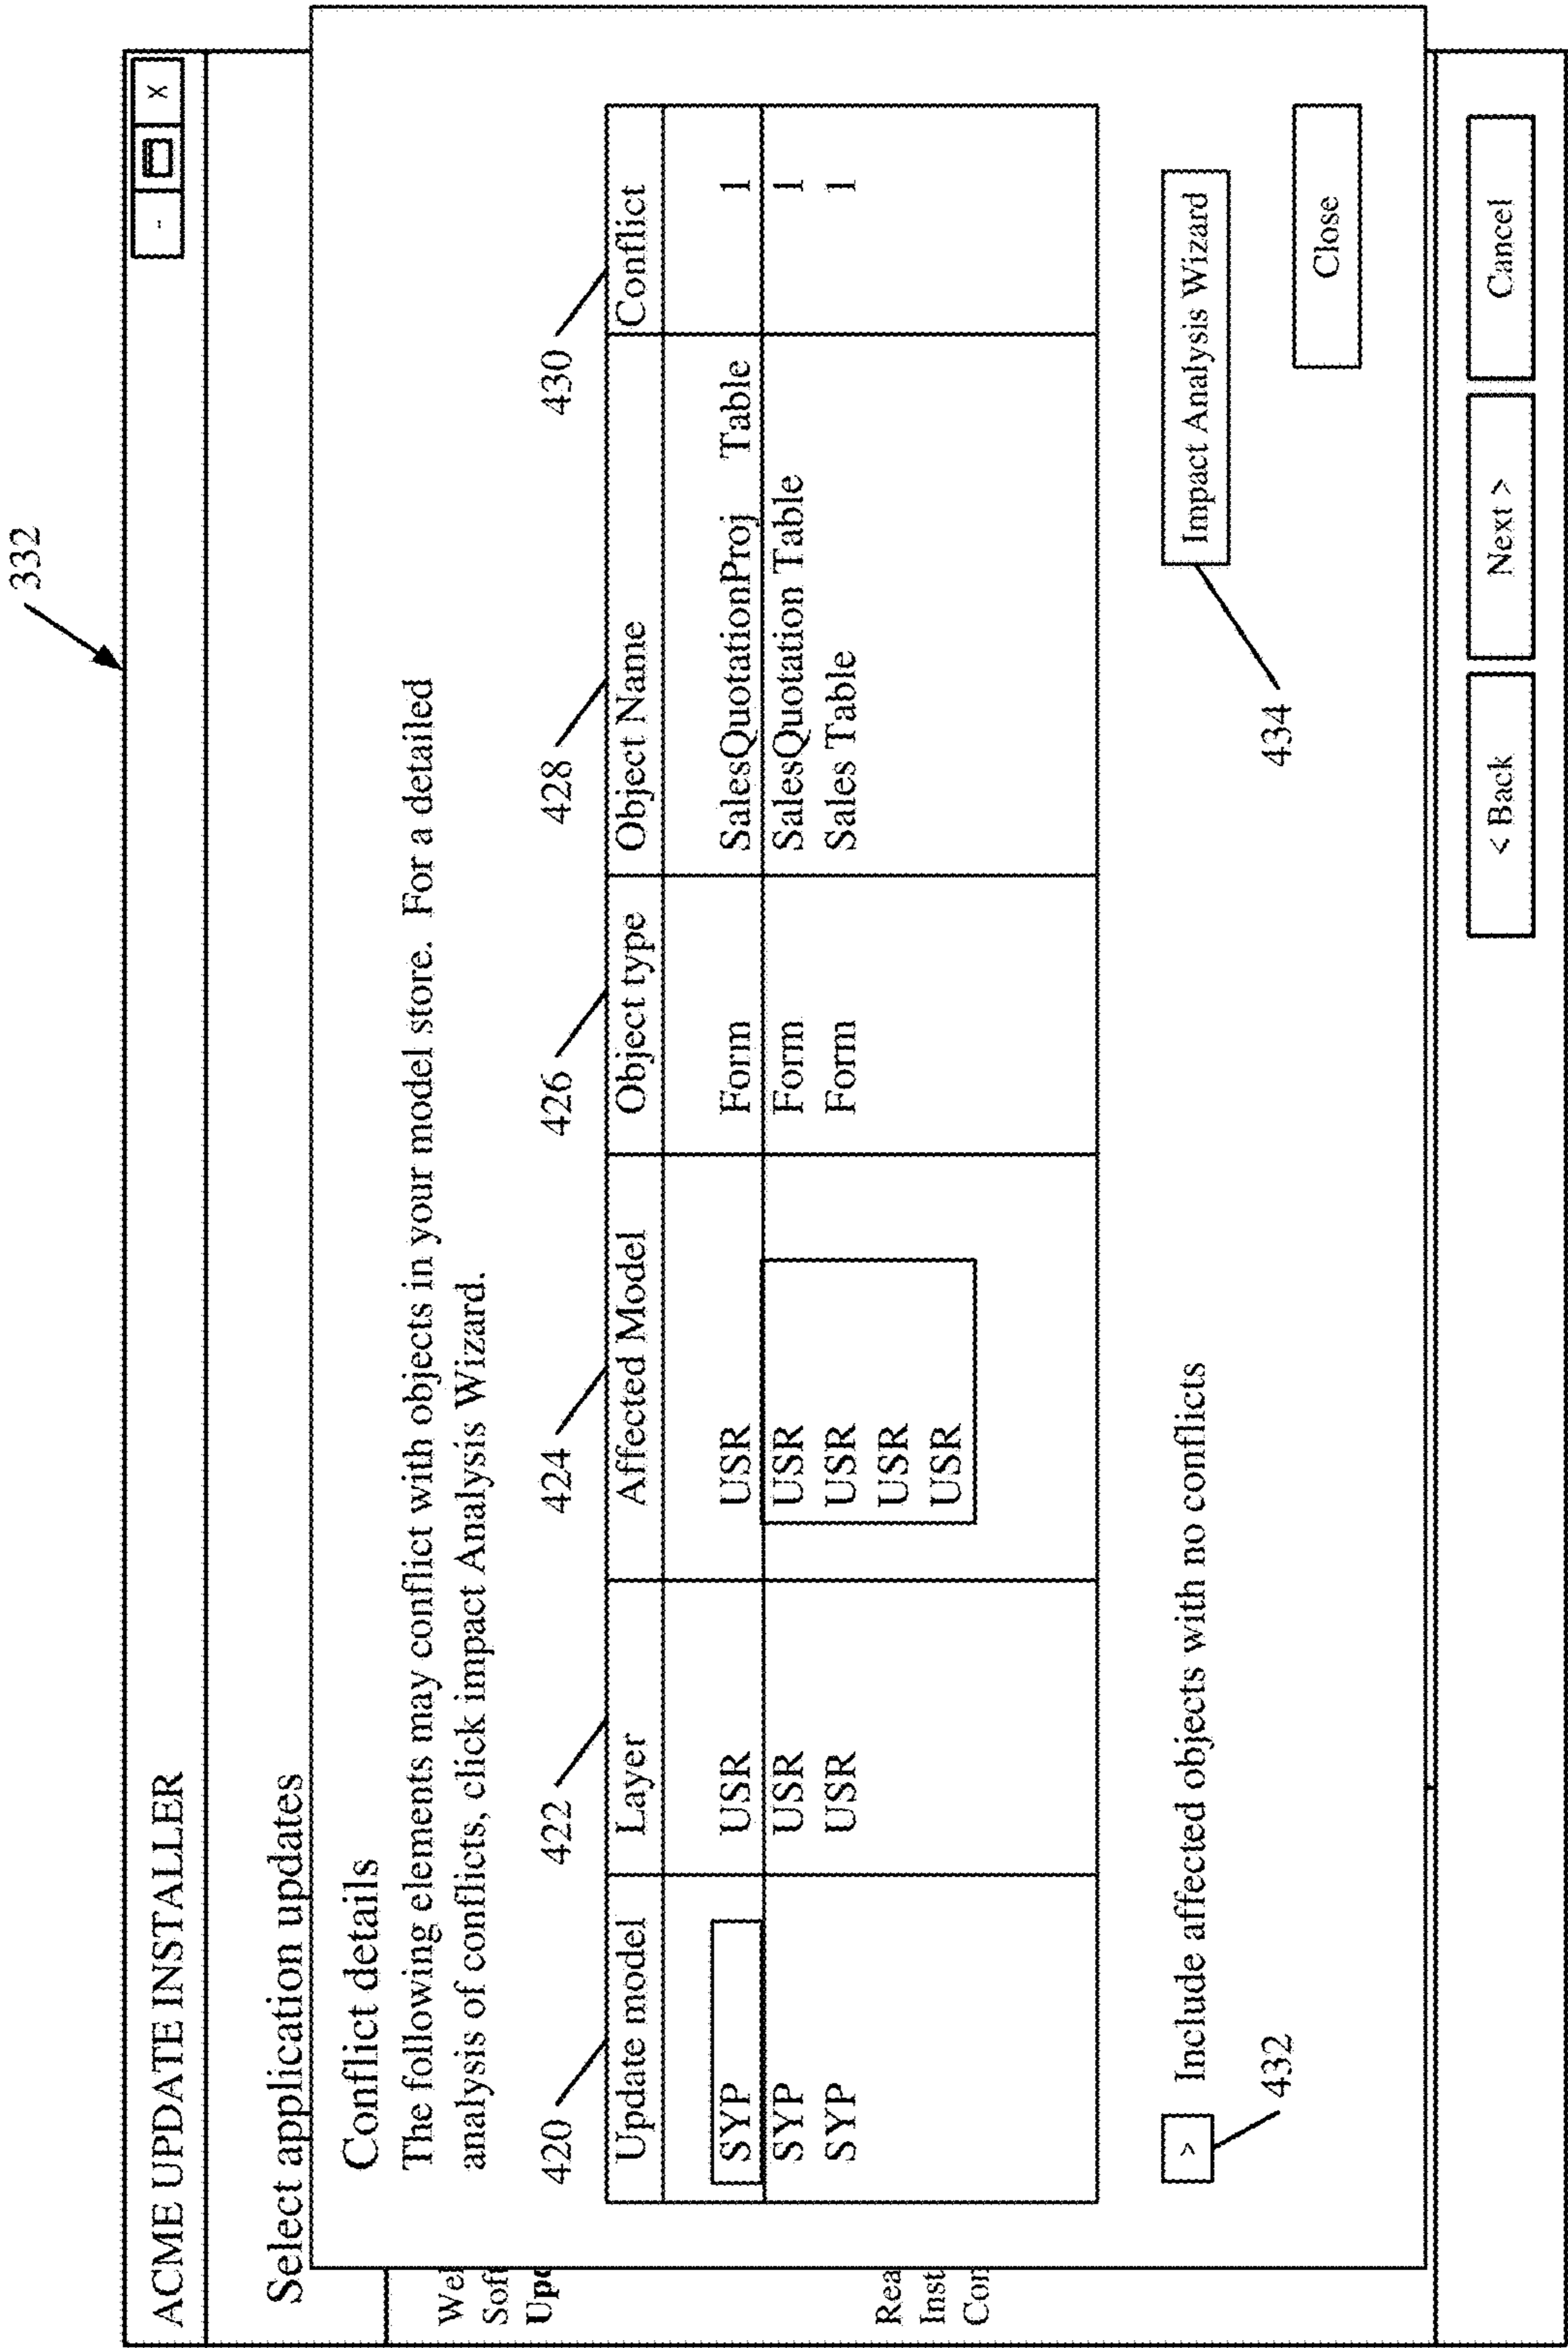 332
ACME UPDATE INSTALLER
- x
Select application updates
Conflict details
The following elements may conflict with objects in your model store. For a detailed
analysis of conflicts, click impact Analysis Wizard.
420 422 424 426 428 430
Update model Layer Affected Model Object type Object Name Conflict
SYP USR USR Form SalesQuotationProj Table 1
SYP USR USR Form SalesQuotation Table 1
SYP USR USR Form Sales Table 1
USR
USR
Wel
Soft
Upd
Rea
Inst
Con
> Include affected objects with no conflicts
Impact Analysis Wizard
432
434
Close
< Back Next > Cancel